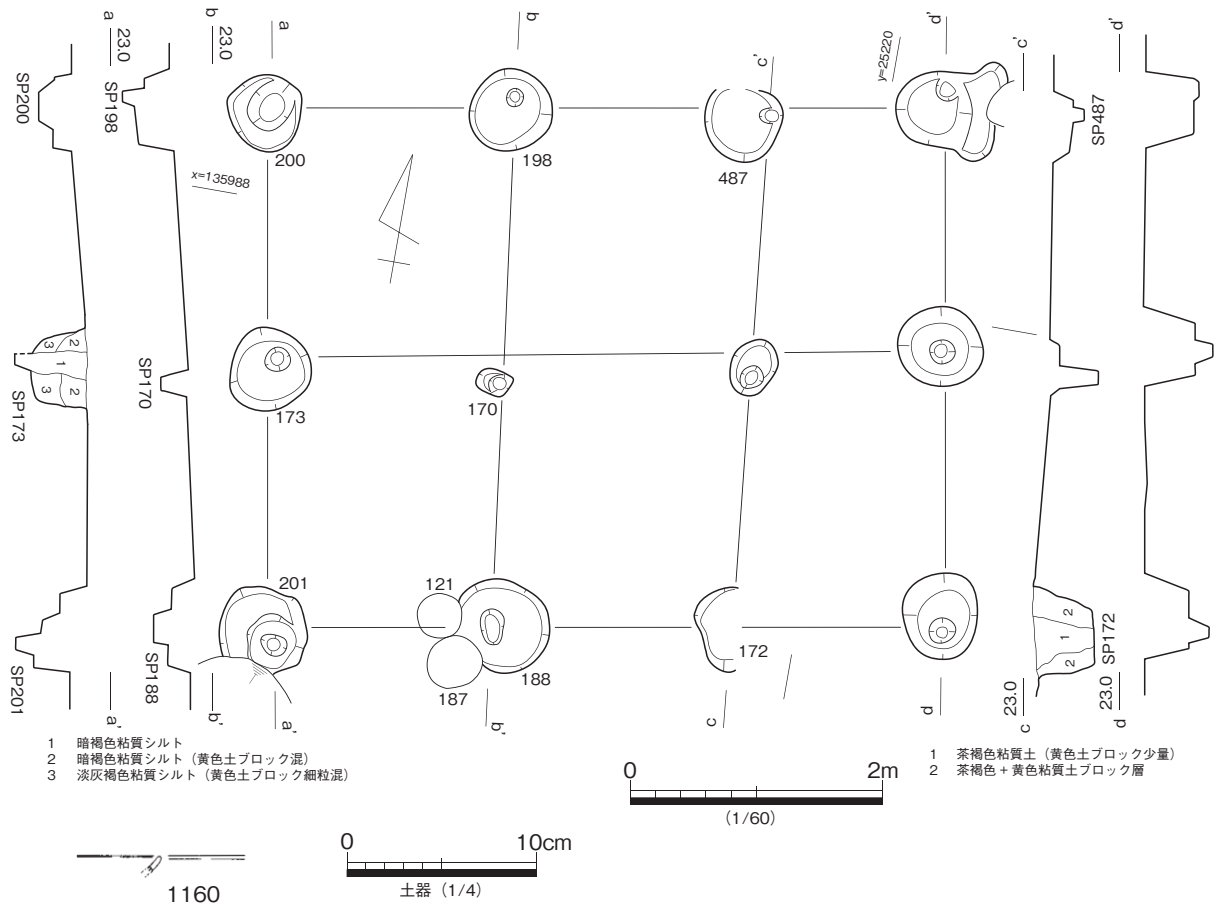 a
23.0
b
23.0
a
b
c'
y=25220
d'
c'
d'
SP200
SP198
200
198
487
SP487
x=135988
3
2
1
3
2
SP173
SP170
173
170
201
121
187
188
172
SP201
SP188
2
1
2
SP172
23.0
23.0
a'
b'
a'
b'
c
d
c
d
1 暗褐色粘質シルト
2 暗褐色粘質シルト（黄色土ブロック混）
3 淡灰褐色粘質シルト（黄色土ブロック細粒混）
1 茶褐色粘質土（黄色土ブロック少量）
2 茶褐色＋黄色粘質土ブロック層
0 2m
(1/60)
0 10cm
土器（1/4）
1160